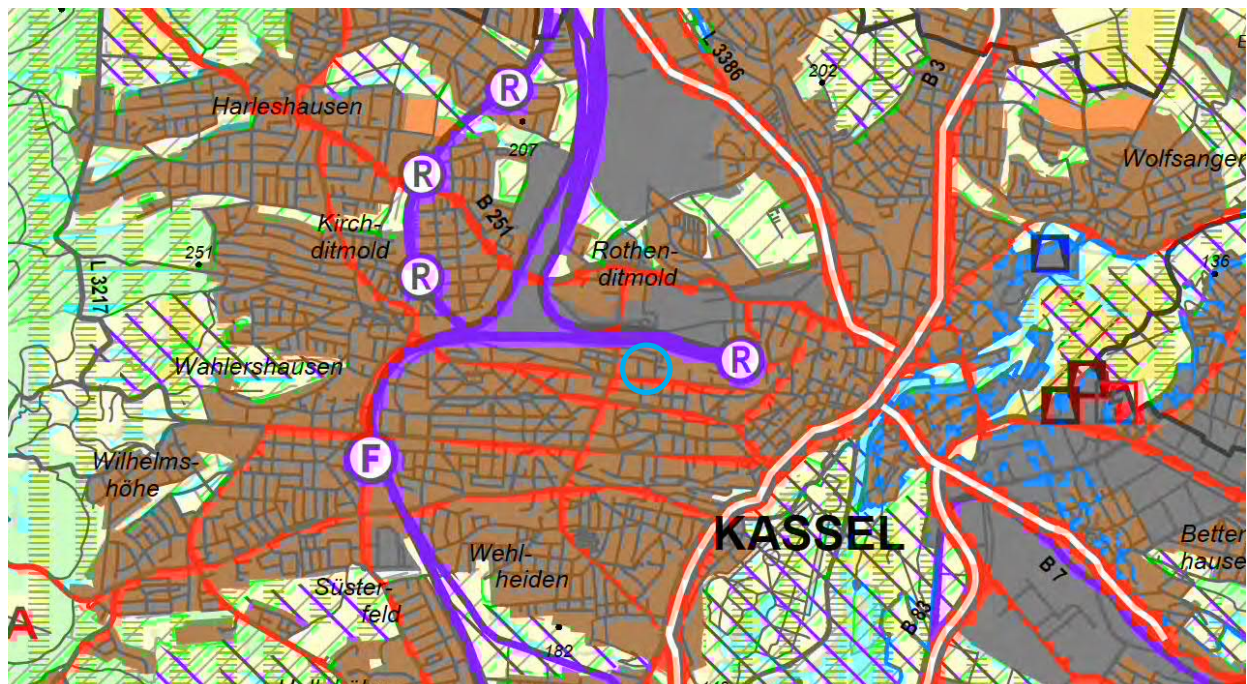 L 3386
202
B 3
R
Harleshausen
207
Wolfsanger
R
B 251
Kirch-
ditmold
251
Rothen-
ditmold
L 3217
136
R
R
Wahlershausen
F
Wilhelms-
höhe
KASSEL
Wehl-
heiden
Süster-
feld
Better
hause
B 7
B 83
A
182